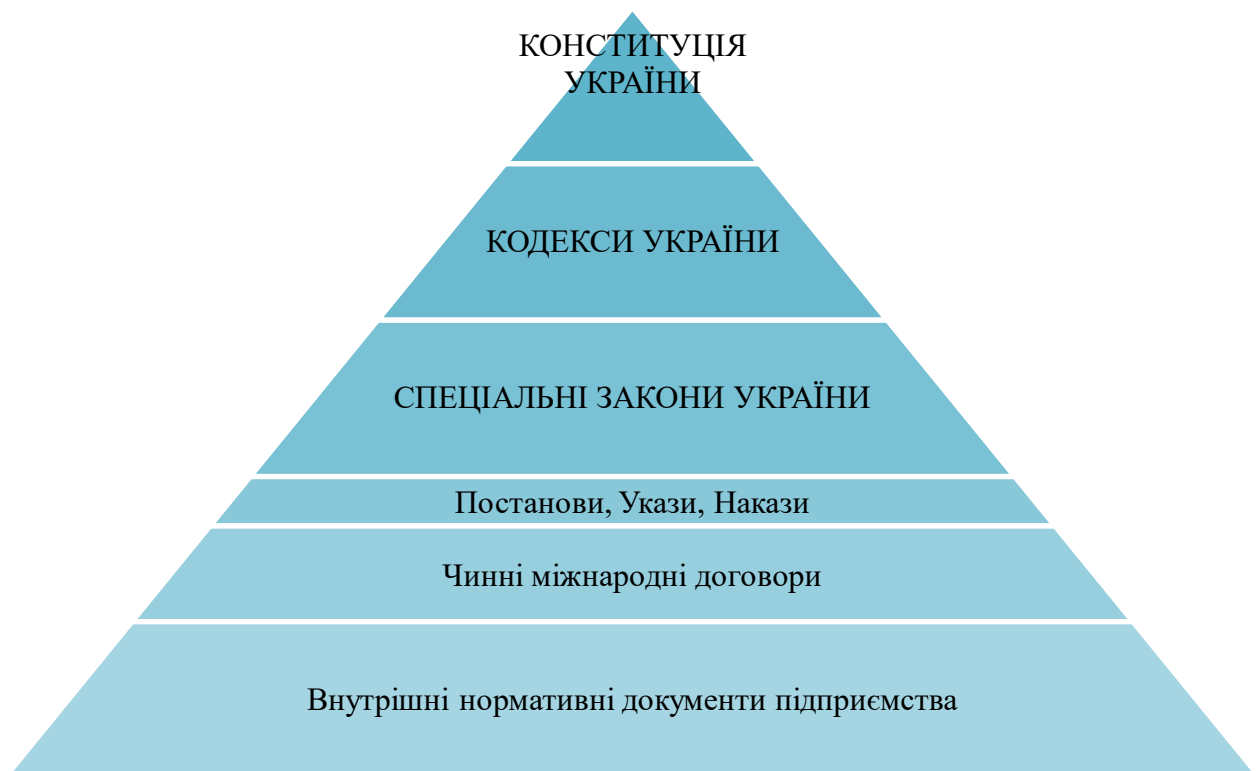 КОНСТИТУЦІЯ
УКРАЇНИ
КОДЕКСИ УКРАЇНИ
СПЕЦІАЛЬНІ ЗАКОНИ УКРАЇНИ
Постанови, Укази, Накази
Чинні міжнародні договори
Внутрішні нормативні документи підприємства